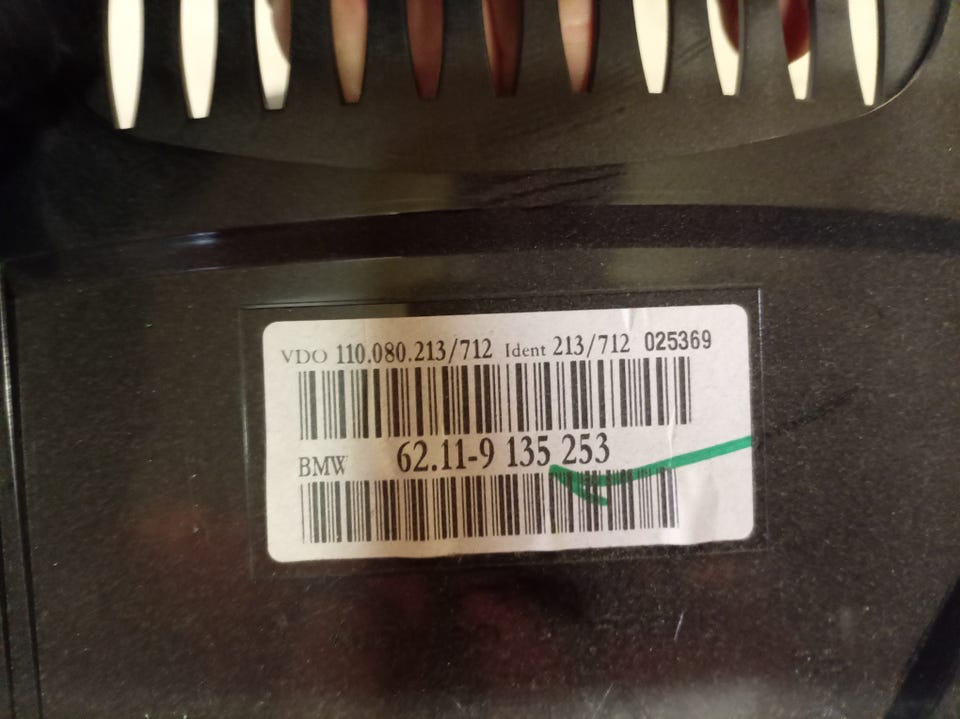 VDO 110.080.213/712 Ident 213/712 025369
BMW 62.11-9 135 253